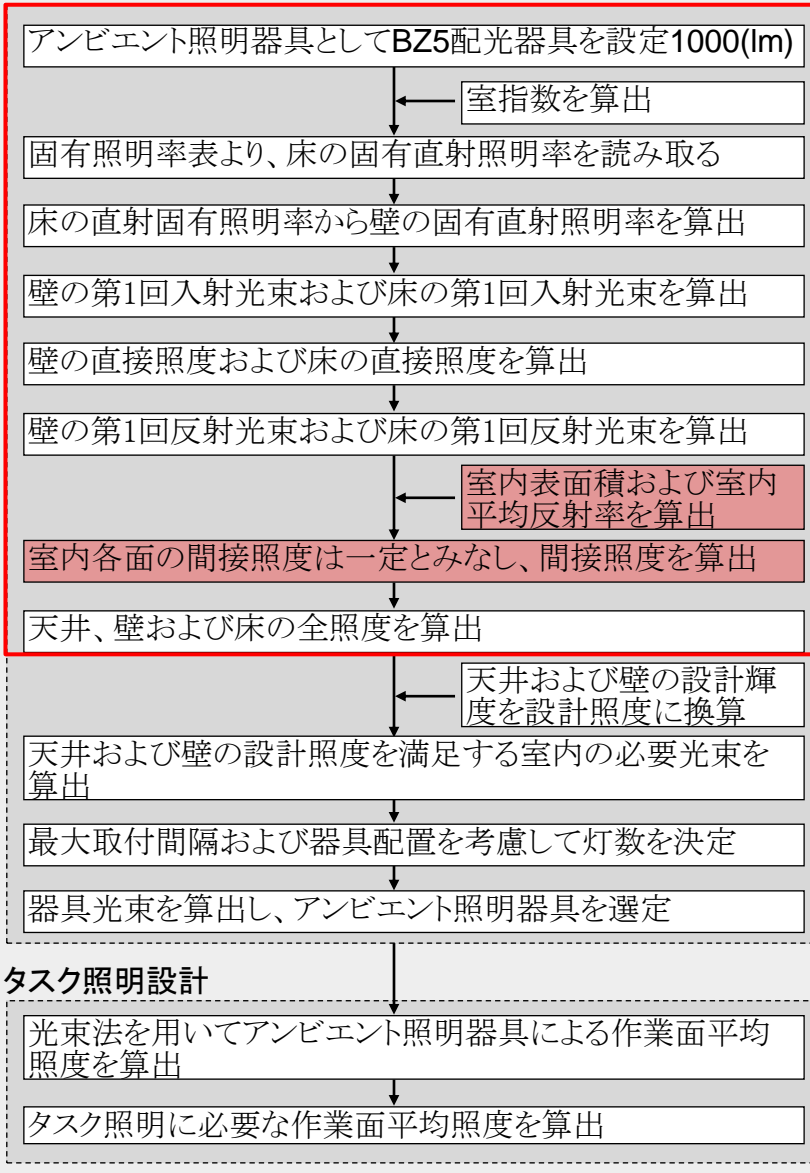 アンビエント照明器具としてBZ5配光器具を設定1000(lm)
室指数を算出
固有照明率表より、床の固有直射照明率を読み取る
床の直射固有照明率から壁の固有直射照明率を算出
壁の第1回入射光束および床の第1回入射光束を算出
壁の直接照度および床の直接照度を算出
壁の第1回反射光束および床の第1回反射光束を算出
室内表面積および室内
平均反射率を算出
室内各面の間接照度は一定とみなし、間接照度を算出
天井、壁および床の全照度を算出
天井および壁の設計輝
度を設計照度に換算
天井および壁の設計照度を満足する室内の必要光束を
算出
最大取付間隔および器具配置を考慮して灯数を決定
器具光束を算出し、アンビエント照明器具を選定
タスク照明設計
光束法を用いてアンビエント照明器具による作業面平均
照度を算出
タスク照明に必要な作業面平均照度を算出